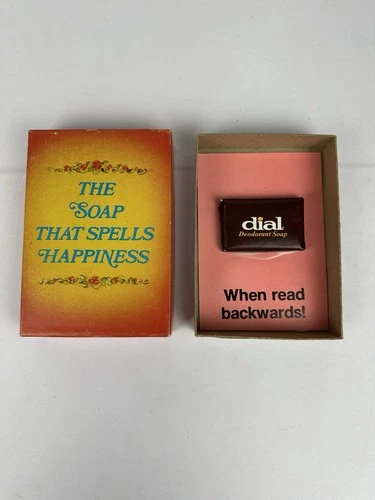 THE
SOAP
THAT SPELLS
HAPPINESS
dial
Deodorant Soap
When read
backwards!